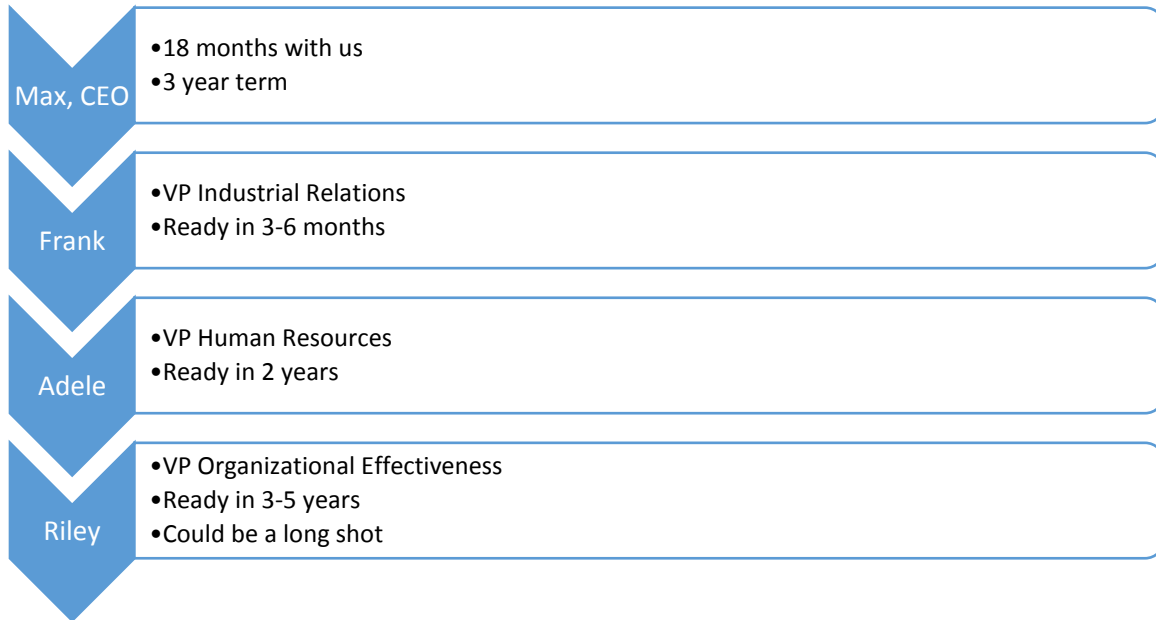 Max, CEO
•18 months with us
•3 year term
Frank
•VP Industrial Relations
•Ready in 3-6 months
Adele
•VP Human Resources
•Ready in 2 years
Riley
•VP Organizational Effectiveness
•Ready in 3-5 years
•Could be a long shot